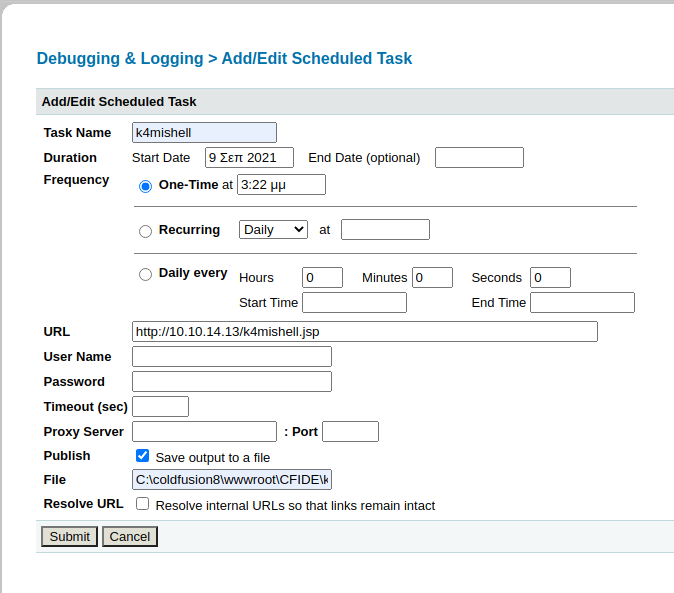 Debugging & Logging > Add/Edit Scheduled Task
Add/Edit Scheduled Task
Task Name k4mishell
Duration Start Date 9 Σεπ 2021 End Date (optional)
Frequency
One-Time at 3:22 μμ
Recurring Daily at
Daily every Hours 0 Minutes 0 Seconds 0
Start Time End Time
URL http://10.10.14.13/k4mishell.jsp
User Name
Password
Timeout (sec)
Proxy Server : Port
Publish Save output to a file
File C:\coldfusion8\wwwroot\CFIDE\k
Resolve URL Resolve internal URLs so that links remain intact
Submit Cancel